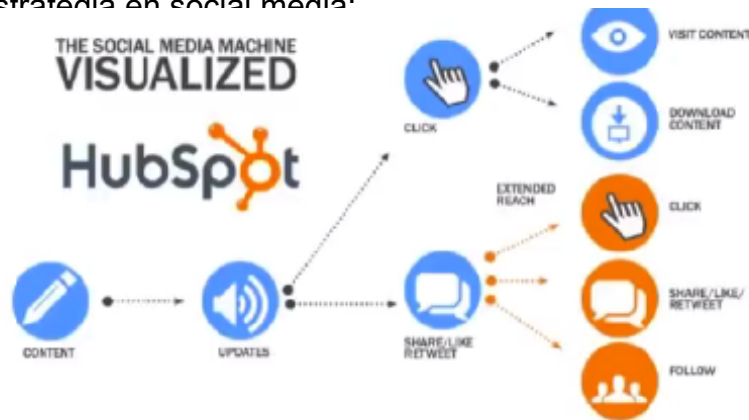 estrategia en social media:
THE SOCIAL MEDIA MACHINE
VISUALIZED
HubSpot
CLICK
VISIT CONTENT
DOWNLOAD
CONTENT
EXTENDED
REACH
CLICK
CONTENT
UPDATES
SHARE/LIKE
RETWEET
SHARE/LIKE/
RETWEET
FOLLOW